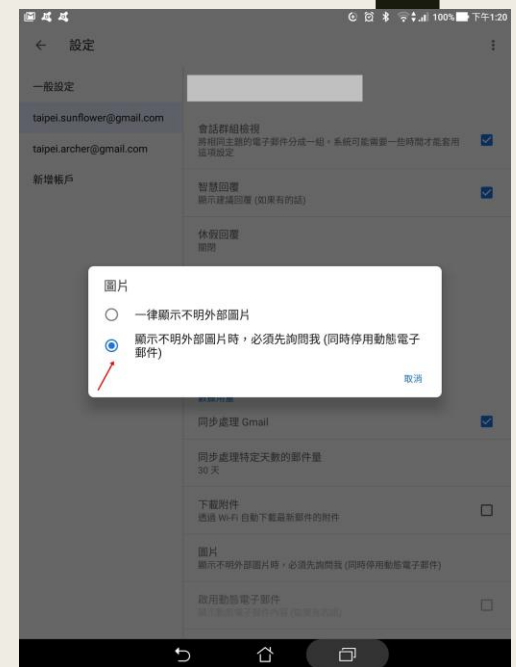 100% 下午1:20
設定
一般設定
taipei.sunflower@gmail.com
taipei.archer@gmail.com
新增帳戶
會話群組檢視
將相同主題的電子郵件分成一組，系統可能需要一些時間才能套用
這項設定
智慧回覆
顯示建議回覆 (如果有的話)
休假回覆
關閉
圖片
一律顯示不明外部圖片
顯示不明外部圖片時，必須先詢問我 (同時停用動態電子
郵件)
取消
數據用量
同步處理 Gmail
同步處理特定天數的郵件量
30 天
下載附件
透過 Wi-Fi 自動下載最新郵件的附件
圖片
顯示不明外部圖片時，必須先詢問我 (同時停用動態電子郵件)
啟用動態電子郵件